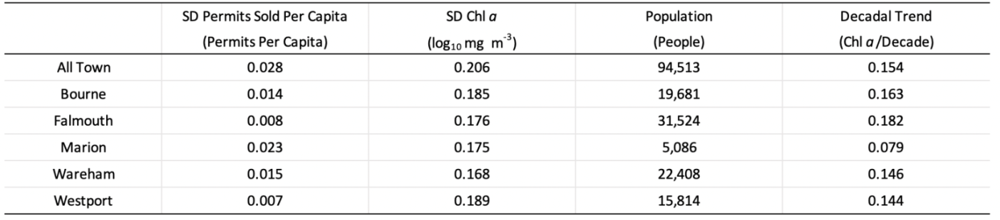 SD Permits Sold Per Capita SD Chl a Population Decadal Trend
(Permits Per Capita) (log₁₀ mg m⁻³) (People) (Chl a/Decade)
All Town 0.028 0.206 94,513 0.154
Bourne 0.014 0.185 19,681 0.163
Falmouth 0.008 0.176 31,524 0.182
Marion 0.023 0.175 5,086 0.079
Wareham 0.015 0.168 22,408 0.146
Westport 0.007 0.189 15,814 0.144